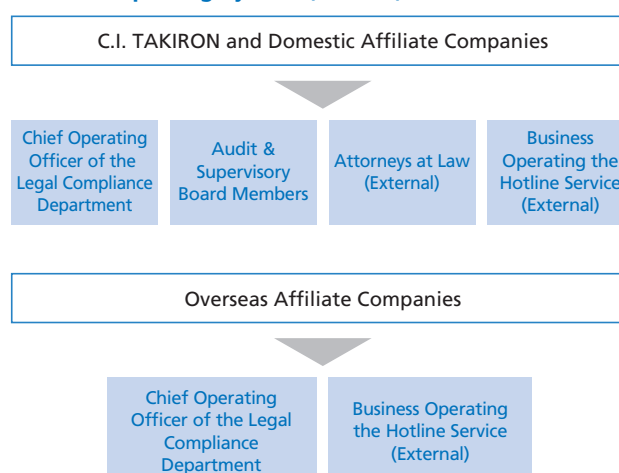 C.I. TAKIRON and Domestic Affiliate Companies
Chief Operating
Officer of the
Legal Compliance
Department
Audit &
Supervisory
Board Members
Attorneys at Law
(External)
Business
Operating the
Hotline Service
(External)
Overseas Affiliate Companies
Chief Operating
Officer of the Legal
Compliance
Department
Business Operating
the Hotline Service
(External)